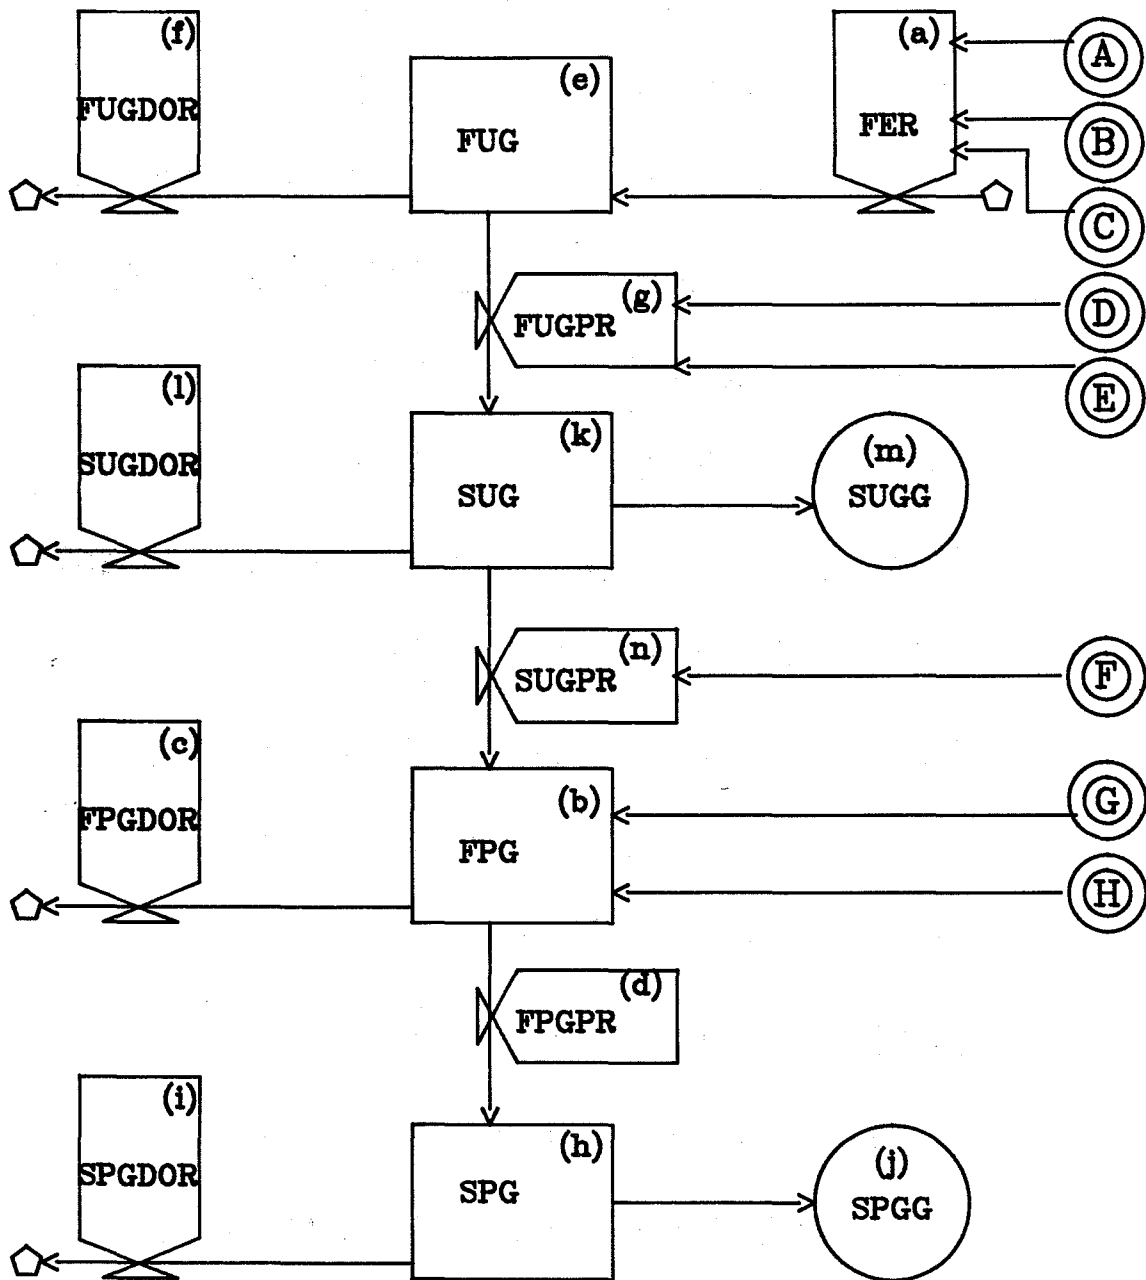 (f)
FUGDOR
(e)
FUG
(a)
FER
A
B
C
(g)
FUGPR
D
E
(l)
SUGDOR
(k)
SUG
(m)
SUGG
(n)
SUGPR
F
(c)
FPGDOR
(b)
FPG
G
H
(d)
FPGPR
(i)
SPGDOR
(h)
SPG
(j)
SPGG